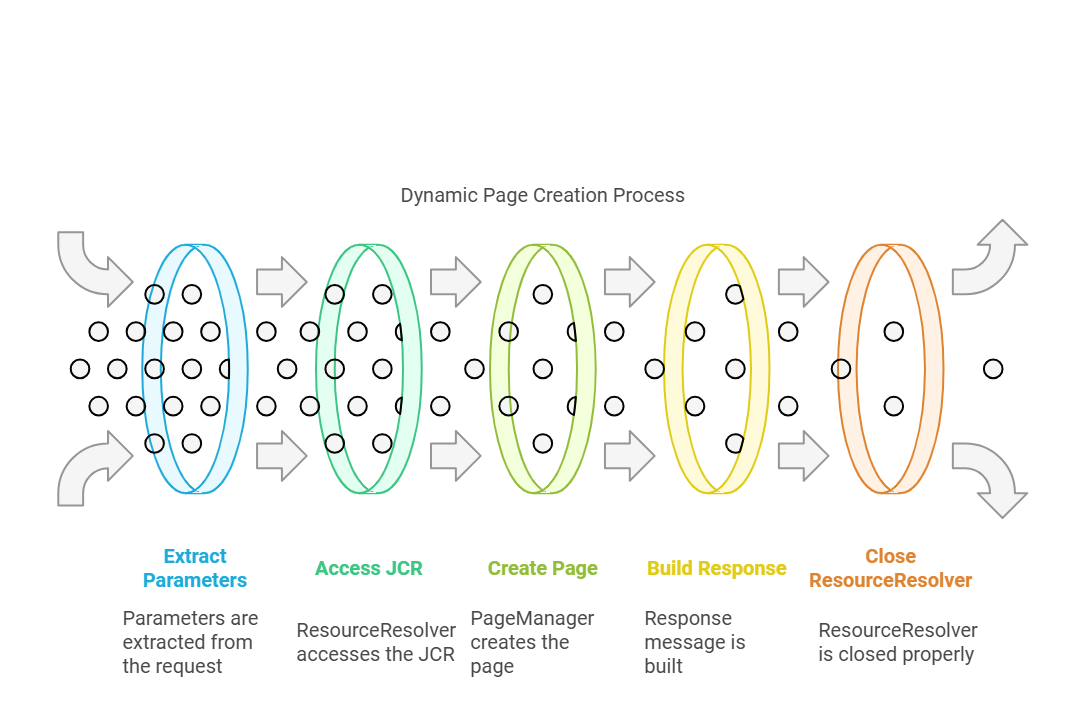 Dynamic Page Creation Process
Extract
Parameters
Parameters are
extracted from
the request
Access JCR
ResourceResolver
accesses the JCR
Create Page
PageManager
creates the
page
Build Response
Response
message is
built
Close
ResourceResolver
ResourceResolver
is closed properly